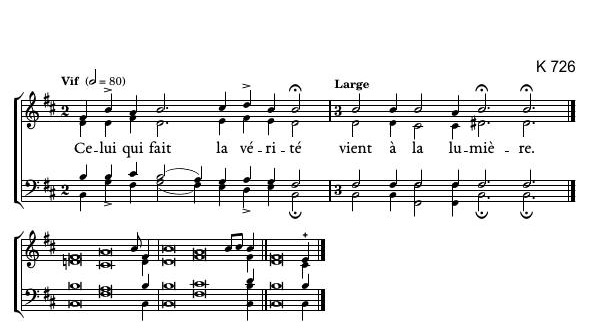 K 726
Vif (𝅗𝅥 = 80) Large
Ce-lui qui fait la vé-ri-té vient à la lu-miè-re.